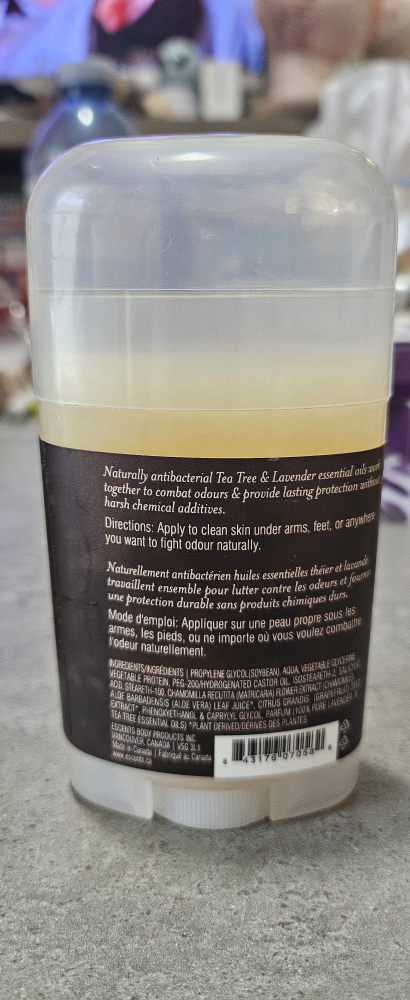 Naturally antibacterial Tea Tree & Lavender essential oils work
together to combat odours & provide lasting protection without
harsh chemical additives.
Directions: Apply to clean skin under arms, feet, or anywhere
you want to fight odour naturally.
Naturellement antibactérien huiles essentielles théier et lavande
travaillent ensemble pour lutter contre les odeurs et fournir
une protection durable sans produits chimiques durs.
Mode d'emploi: Appliquer sur une peau propre sous les
armes, les pieds, ou ne importe où vous voulez combattre
l'odeur naturellement.
INGREDIENTS/INGRÉDIENTS | PROPYLENE GLYCOL (SOYBEAN), AQUA, VEGETABLE GLYCERINE,
VEGETABLE PROTEIN, PEG-200/HYDROGENATED CASTOR OIL, ISOSTEARETH-2,
ACID STEARETH-100, CHAMOMILLA RECUTITA (MATRICARIA) FLOWER EXTRACT (CHAMOMILE),
ALOE BARBADENSIS (ALOE VERA) LEAF JUICE*, CITRUS GRANDIS (GRAPEFRUIT)
EXTRACT* PHENOXYETHANOL & CAPRYLYL GLYCOL, PARFUM (100% PURE LAVENDER &
TEA TREE ESSENTIAL OILS) *PLANT DERIVED/DERIVÉS DES PLANTES
ESCENTS BODY PRODUCTS INC.
VANCOUVER, CANADA | V5G 3L1
Made in Canada | Fabriqué au Canada
www.escents.ca
43178 07058